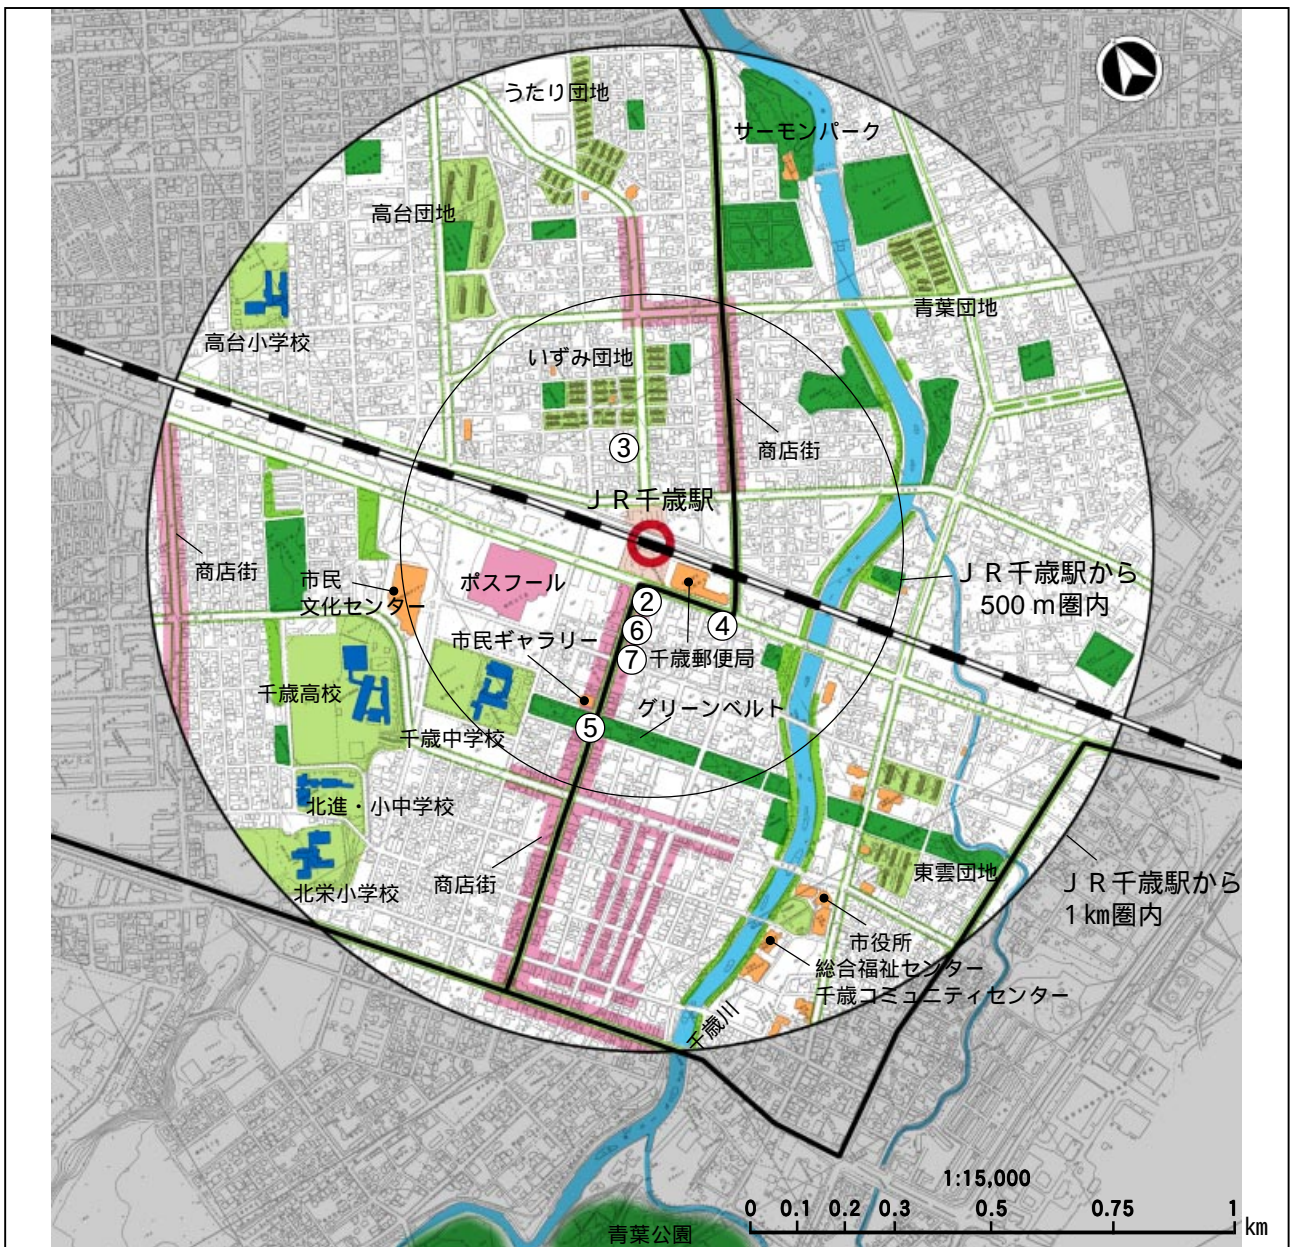 うたり団地
サーモンパーク
高台団地
高台小学校
青葉団地
いずみ団地
③
商店街
ＪＲ千歳駅
商店街
市民
文化センター
ポスフール
ＪＲ千歳駅から
500ｍ圏内
②
④
⑥
市民ギャラリー
⑦
千歳郵便局
千歳高校
グリーンベルト
⑤
千歳中学校
北進・小中学校
商店街
北栄小学校
東雲団地
ＪＲ千歳駅から
1㎞圏内
市役所
総合福祉センター
千歳コミュニティセンター
千歳川
1:15,000
0 0.1 0.2 0.3 0.5 0.75 1
km
青葉公園